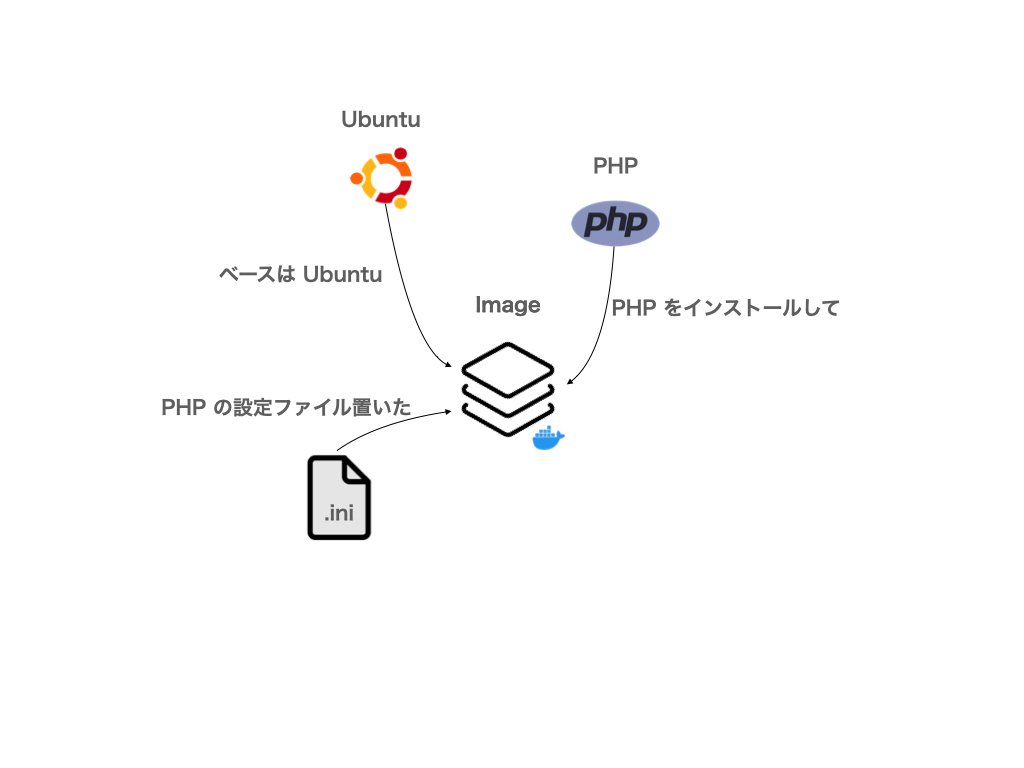 Ubuntu
PHP
php
ベースは Ubuntu
Image
PHP をインストールして
PHP の設定ファイル置いた
.ini